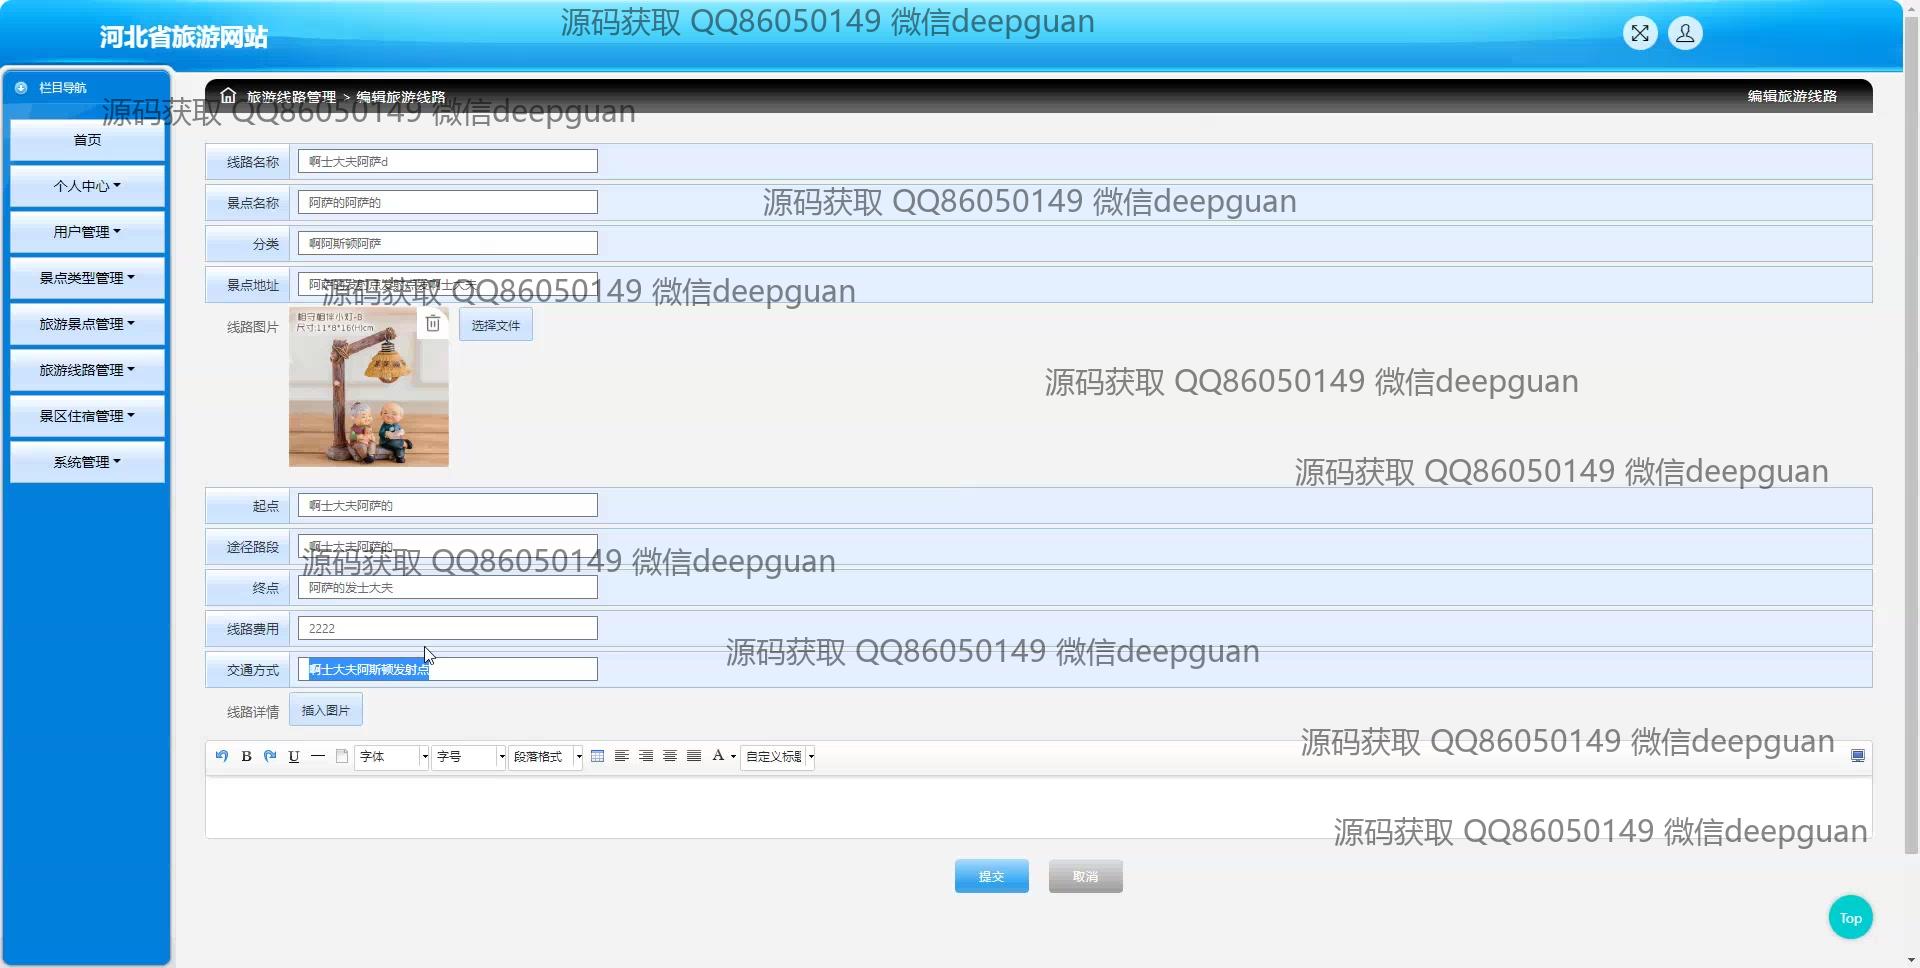 源码获取 QQ86050149 微信deepguan
河北省旅游网站
栏目导航
旅游线路管理 > 编辑旅游线路
编辑旅游线路
源码获取 QQ86050149 微信deepguan
首页
个人中心
用户管理
景点类型管理
旅游景点管理
旅游线路管理
景区住宿管理
系统管理
线路名称 啊士大夫阿萨d
景点名称 阿萨的阿萨的
源码获取 QQ86050149 微信deepguan
分类 啊阿斯顿阿萨
景点地址
源码获取 QQ86050149 微信deepguan
线路图片
相守相伴小灯-B
尺寸:11*8*16(H)cm
选择文件
源码获取 QQ86050149 微信deepguan
源码获取 QQ86050149 微信deepguan
起点 啊士大夫阿萨的
途径路段 啊士大夫阿萨的
源码获取 QQ86050149 微信deepguan
终点 阿萨的发士大夫
线路费用 2222
源码获取 QQ86050149 微信deepguan
交通方式 啊士大夫阿斯顿发射点
线路详情 插入图片
源码获取 QQ86050149 微信deepguan
B U 字体 字号 段落格式 A 自定义标题
源码获取 QQ86050149 微信deepguan
提交 取消
Top